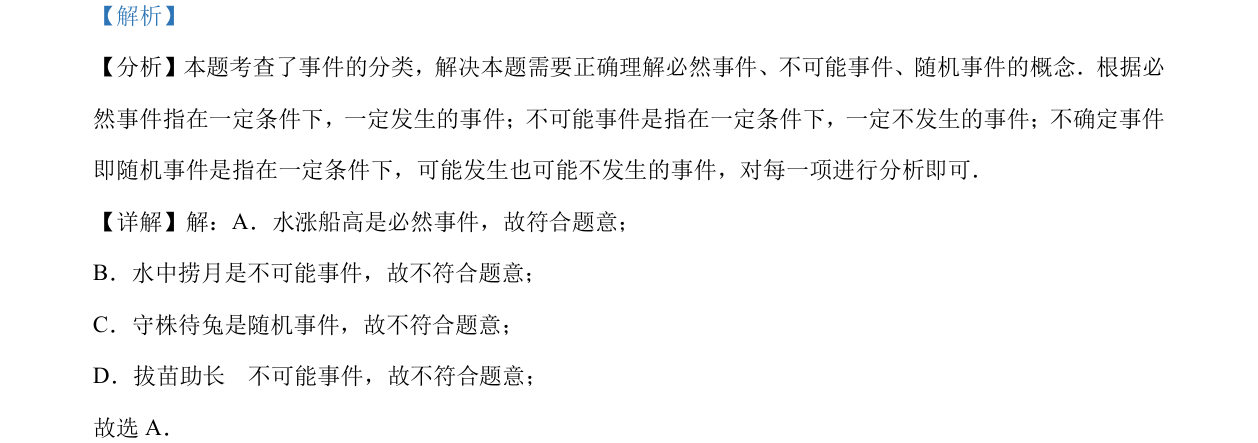 【解析】
【分析】本题考查了事件的分类，解决本题需要正确理解必然事件、不可能事件、随机事件的概念．根据必
然事件指在一定条件下，一定发生的事件；不可能事件是指在一定条件下，一定不发生的事件；不确定事件
即随机事件是指在一定条件下，可能发生也可能不发生的事件，对每一项进行分析即可．
【详解】解：A．水涨船高是必然事件，故符合题意；
B．水中捞月是不可能事件，故不符合题意；
C．守株待兔是随机事件，故不符合题意；
D．拔苗助长　不可能事件，故不符合题意；
故选 A．